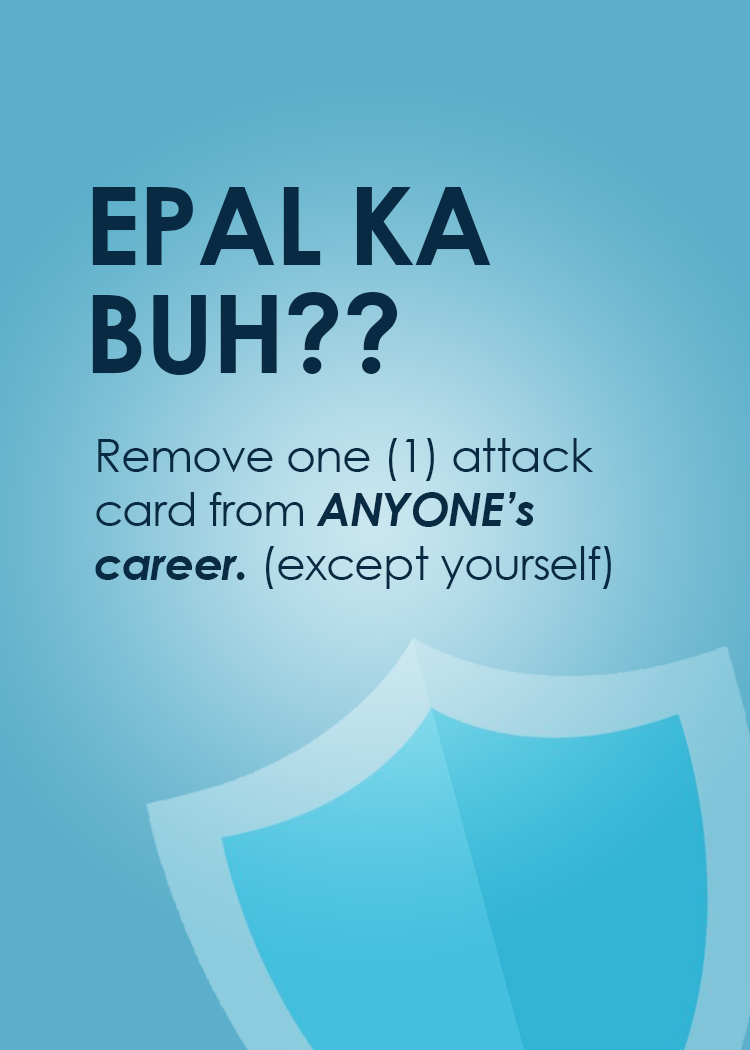 EPAL KA
BUH??
Remove one (1) attack
card from ANYONE’s
career. (except yourself)